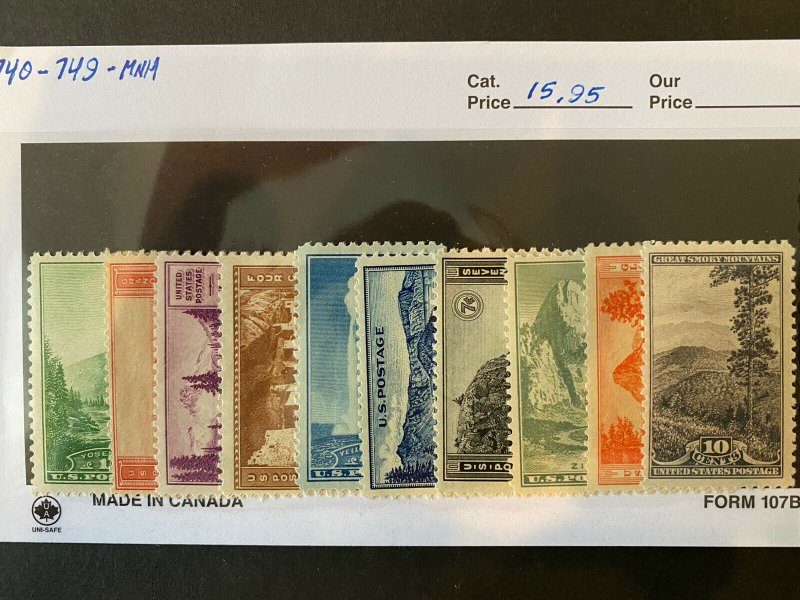 740-749-MNH
Cat. Price 15.95
Our Price
GREAT SMOKY MOUNTAINS
UNITED STATES POSTAGE
FOUR
SEVEN
7¢
U.S. POSTAGE
10
CENTS
UNITED STATES POSTAGE
MADE IN CANADA
FORM 107B
UNI-SAFE